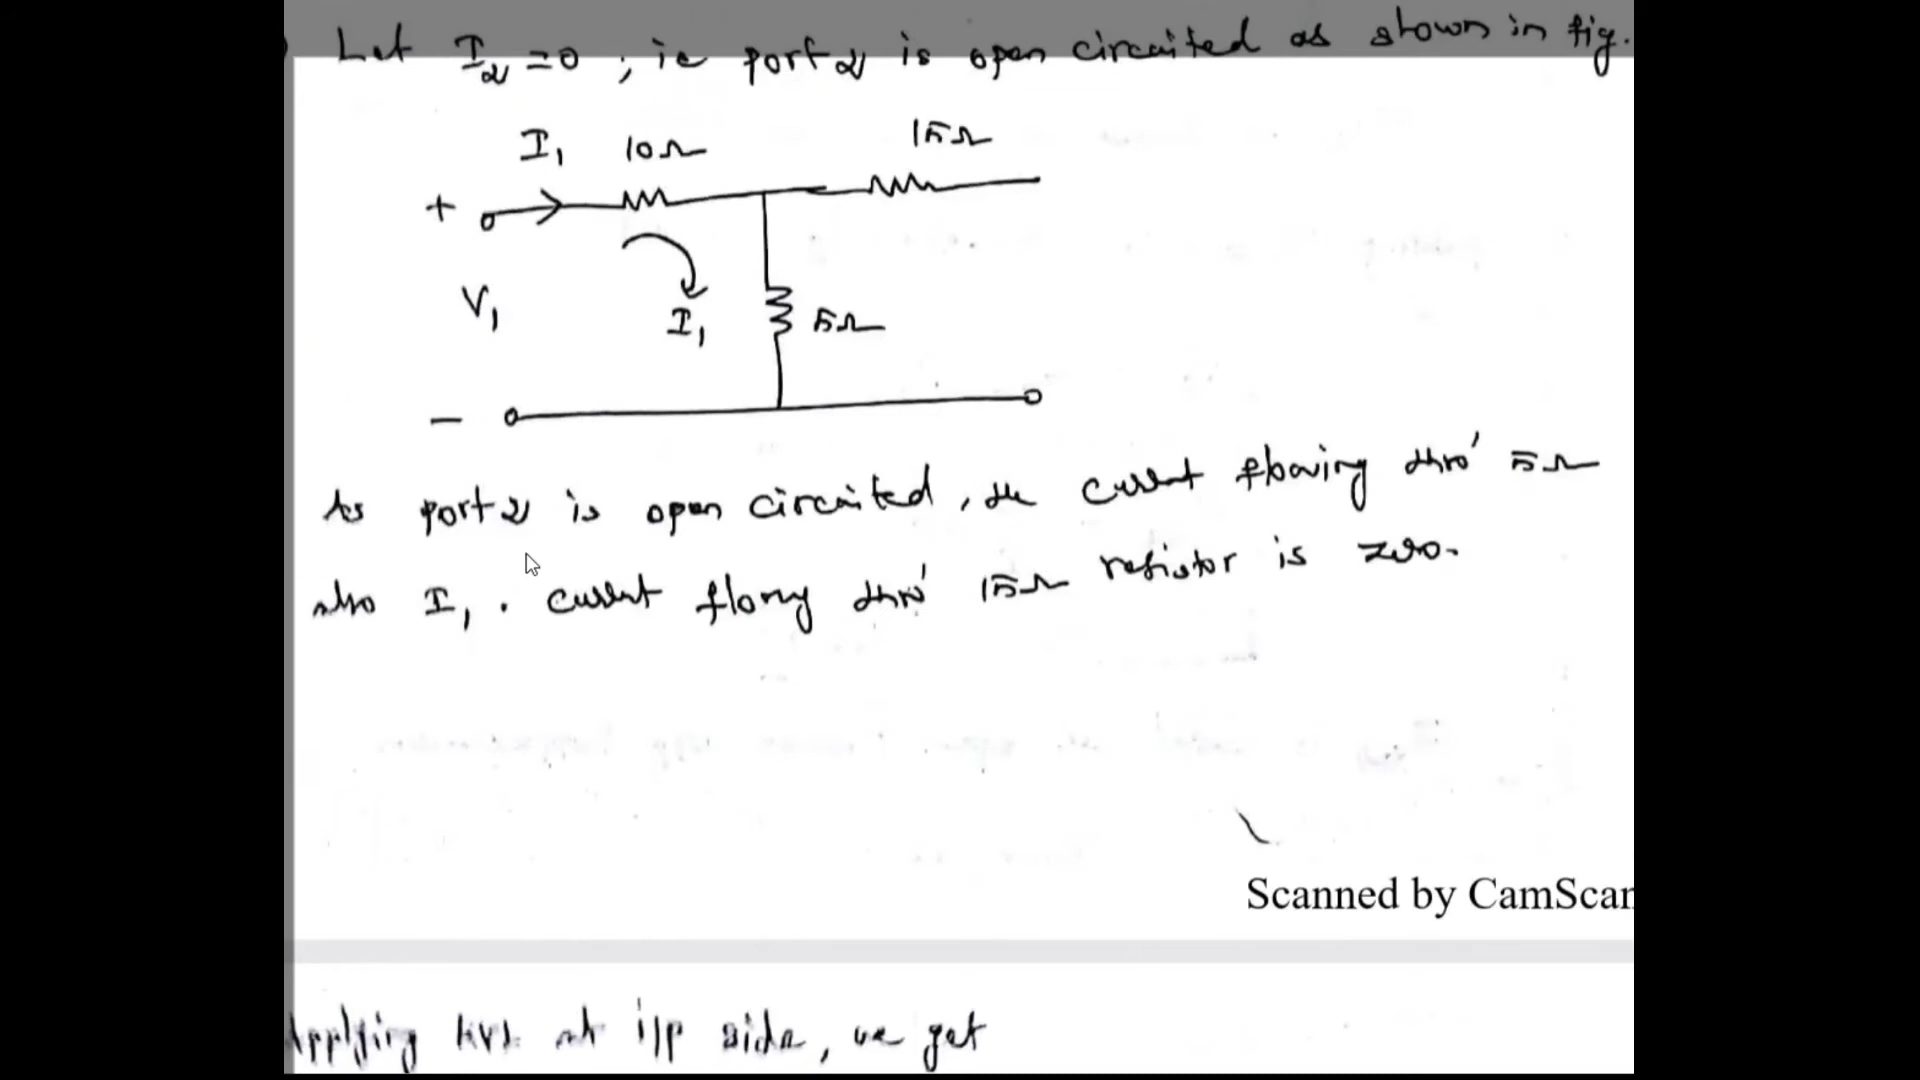 Let I₂ = 0 ; ie port 2 is open circuited as shown in fig.
I₁ 10Ω 15Ω
+
V₁ I₁ 5Ω
−
As port 2 is open circuited, the current flowing thro' 5Ω
also I₁ . current flowing thro' 15Ω resistor is zero.
Scanned by CamScan
Applying KVL at i/p side, we get